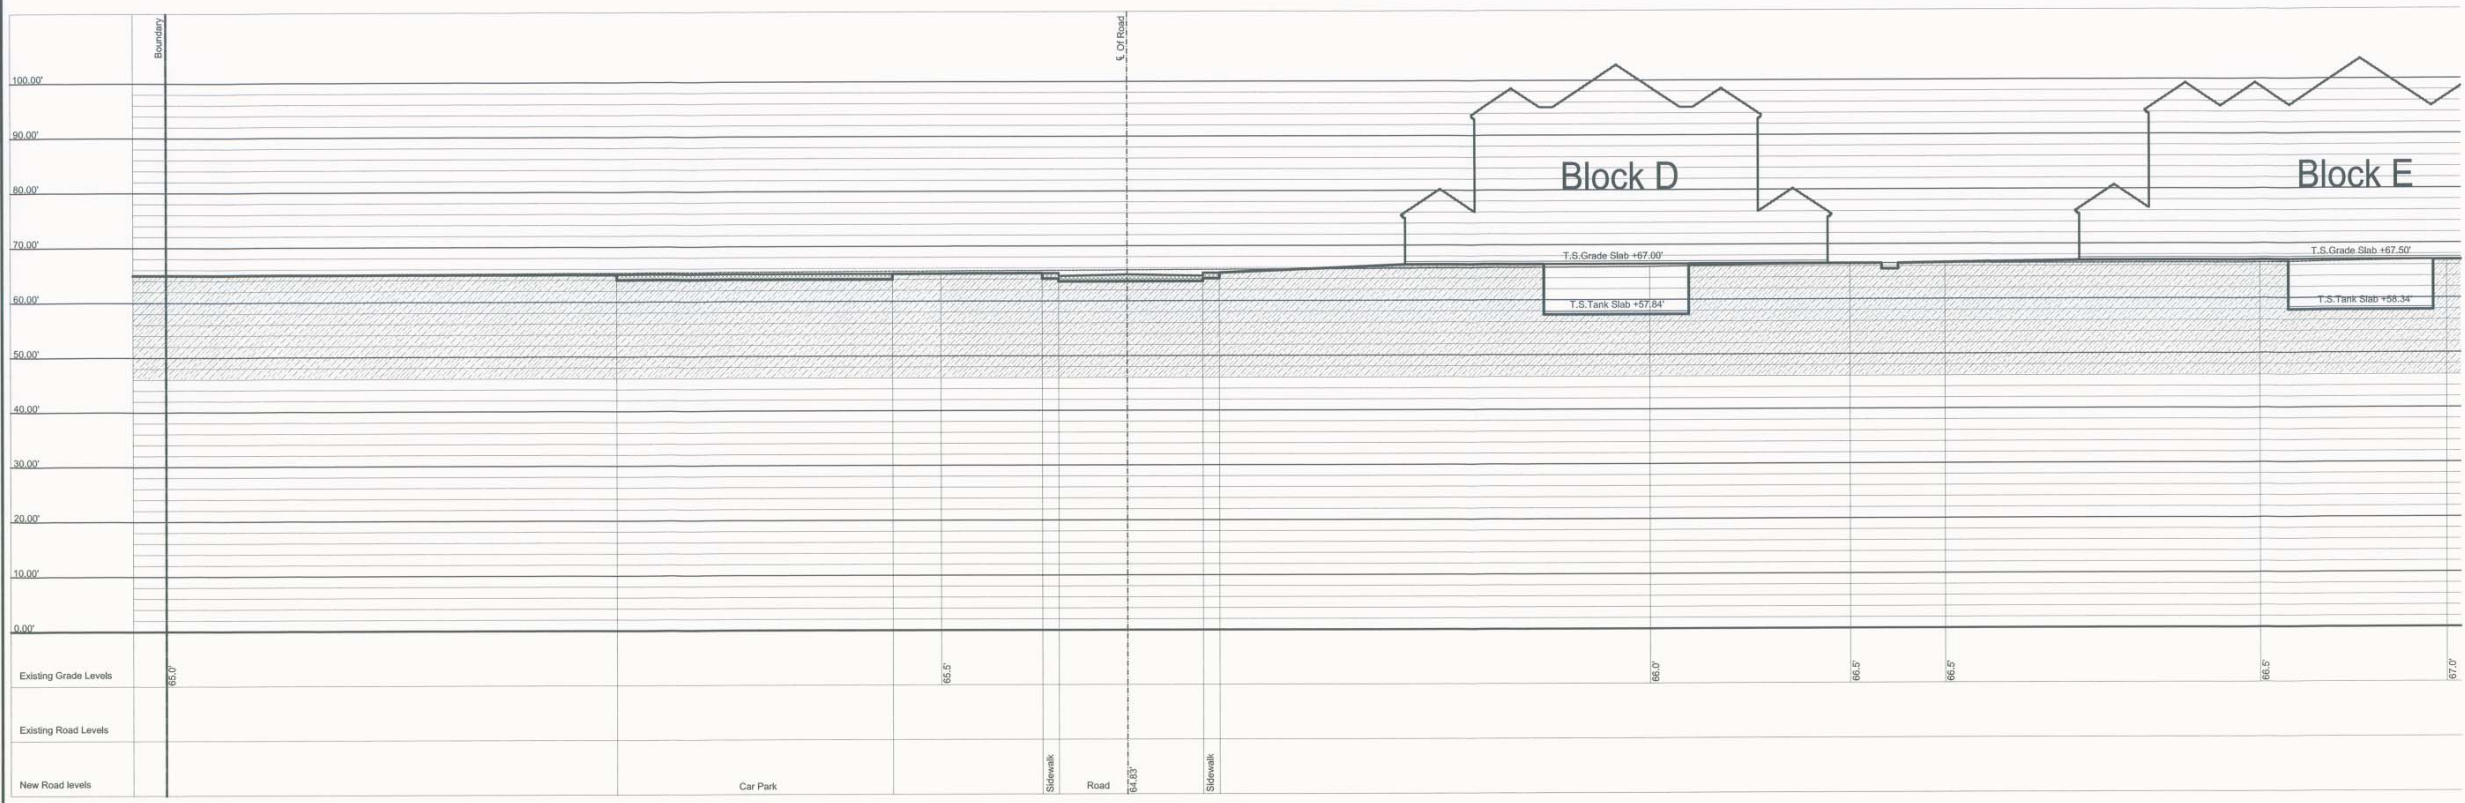 Boundary
℄ Of Road
100.00'
90.00'
80.00'
Block D
Block E
70.00'
T.S.Grade Slab +67.00'
T.S.Grade Slab +67.50'
60.00'
T.S.Tank Slab +57.84'
T.S.Tank Slab +58.34'
50.00'
40.00'
30.00'
20.00'
10.00'
0.00'
Existing Grade Levels
65.0'
65.5'
66.0'
66.5'
66.5'
66.5'
67.0'
Existing Road Levels
New Road levels
Car Park
Sidewalk
Road
64.83'
Sidewalk